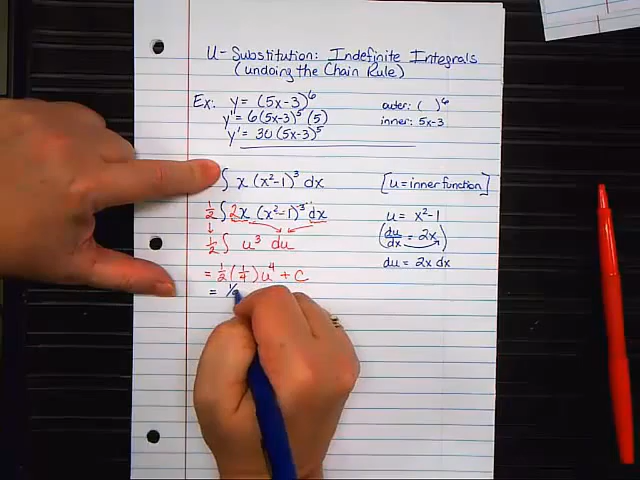 U-Substitution: Indefinite Integrals
(undoing the Chain Rule)
Ex: y = (5x-3)⁶
outer: ( )⁶
y' = 6(5x-3)⁵(5)
inner: 5x-3
y' = 30(5x-3)⁵
∫ x (x²-1)³ dx
[u = inner function]
½ ∫ 2x (x²-1)³ dx
u = x²-1
(du/dx = 2x)
½ ∫ u³ du
du = 2x dx
= ½ (¼) u⁴ + C
=